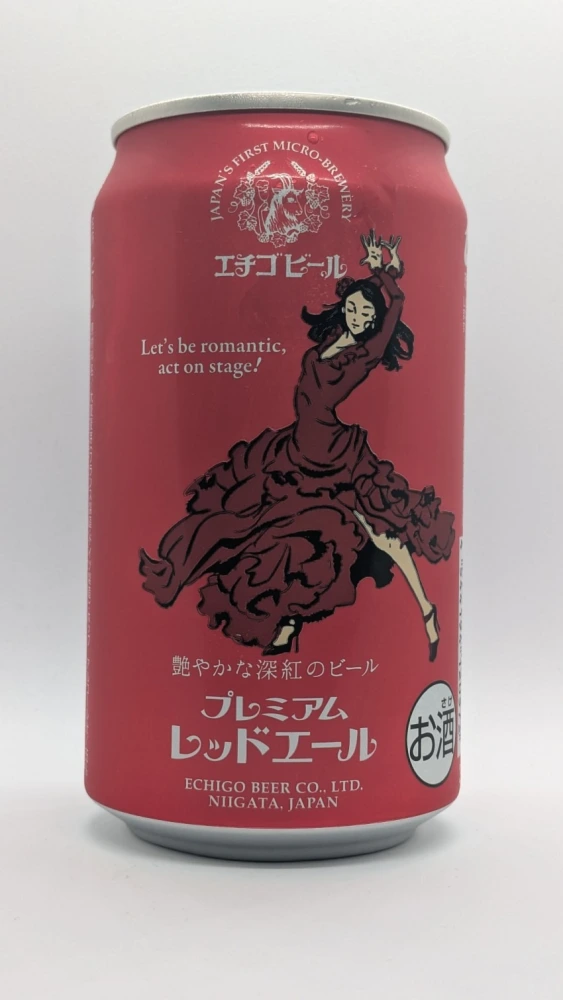 JAPAN'S FIRST MICRO-BREWERY
エチゴビール
Let's be romantic,
act on stage!
艶やかな深紅のビール
プレミアム
レッドエール
さけ
お酒
ECHIGO BEER CO., LTD.
NIIGATA, JAPAN